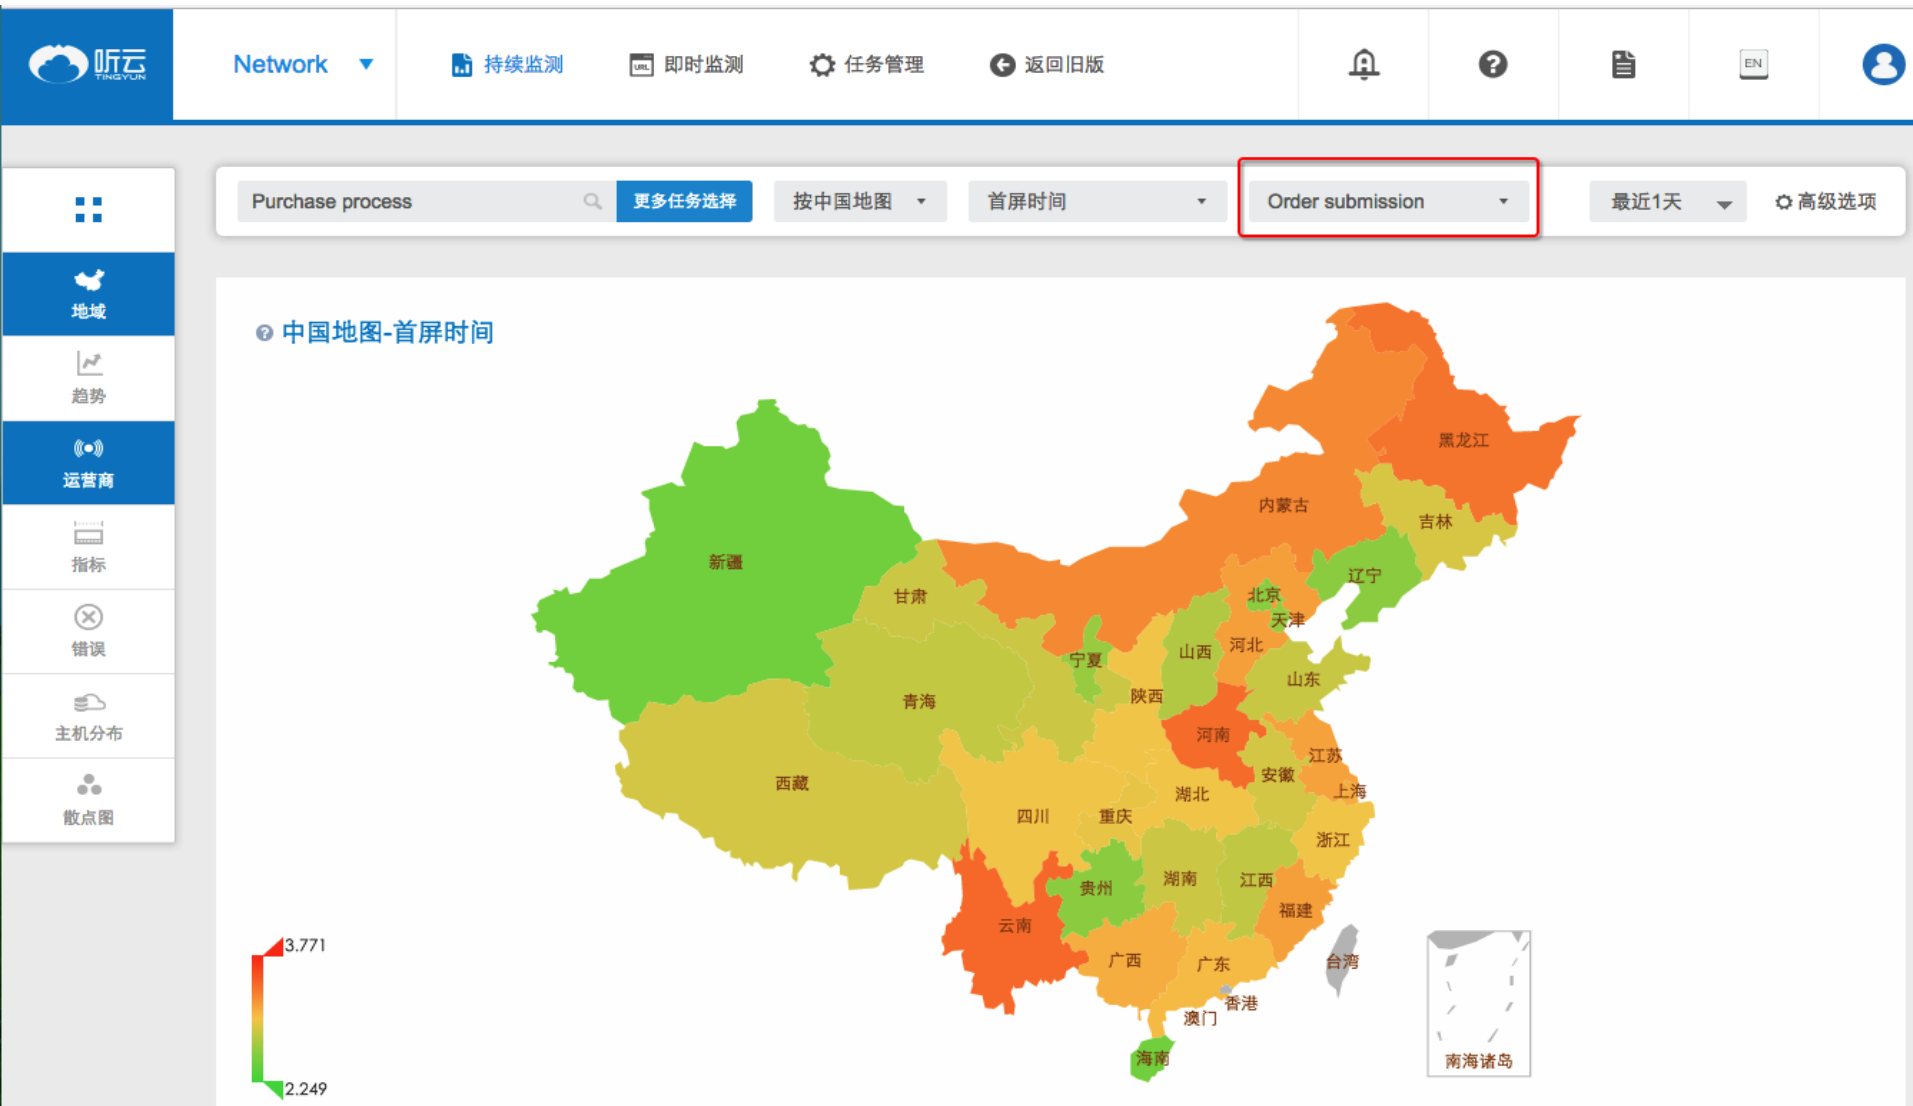 听云
TINGYUN
Network
持续监测
URL
即时监测
任务管理
返回旧版
EN
Purchase process
更多任务选择
按中国地图
首屏时间
Order submission
最近1天
高级选项
地域
趋势
运营商
指标
错误
主机分布
散点图
中国地图-首屏时间
黑龙江
内蒙古
吉林
新疆
辽宁
甘肃
北京
天津
河北
山西
宁夏
山东
陕西
青海
河南
江苏
安徽
西藏
上海
湖北
四川
重庆
浙江
湖南
江西
贵州
福建
云南
广西
广东
台湾
香港
澳门
海南
南海诸岛
3.771
2.249